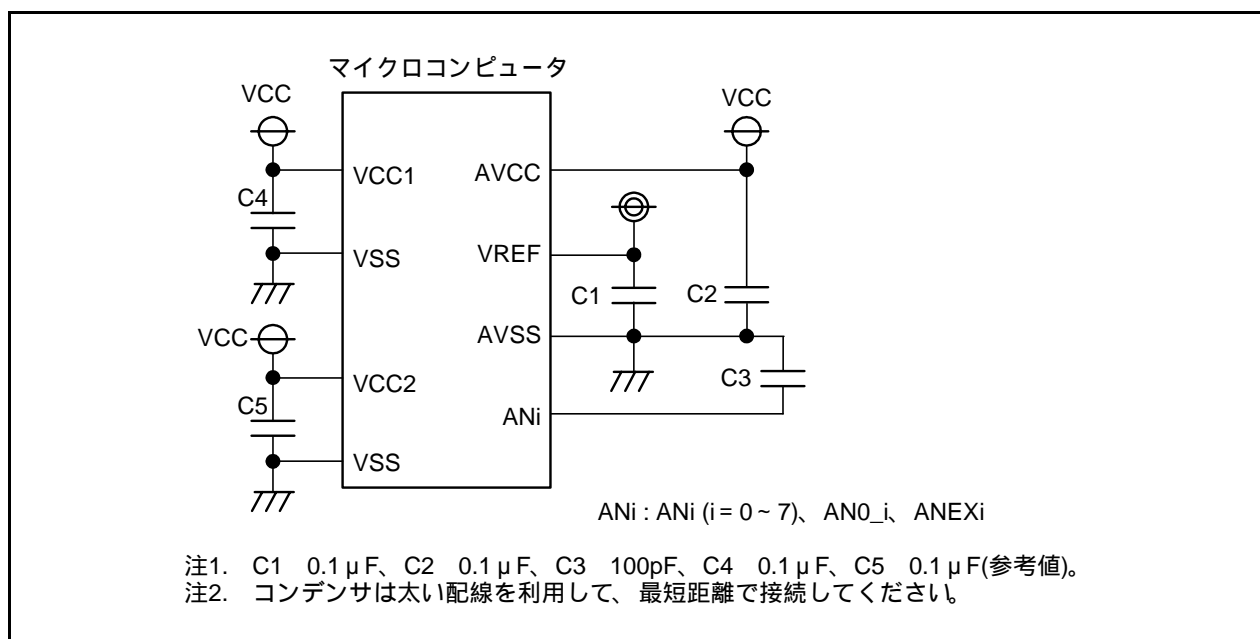 マイクロコンピュータ
VCC
VCC
VCC1
AVCC
C4
VSS
VREF
C1
C2
VCC
AVSS
VCC2
C3
C5
ANi
VSS
ANi : ANi (i = 0 ~ 7)、AN0_i、ANEXi
注1. C1 0.1 µ F、C2 0.1 µ F、C3 100pF、C4 0.1 µ F、C5 0.1 µ F(参考値)。
注2. コンデンサは太い配線を利用して、最短距離で接続してください。